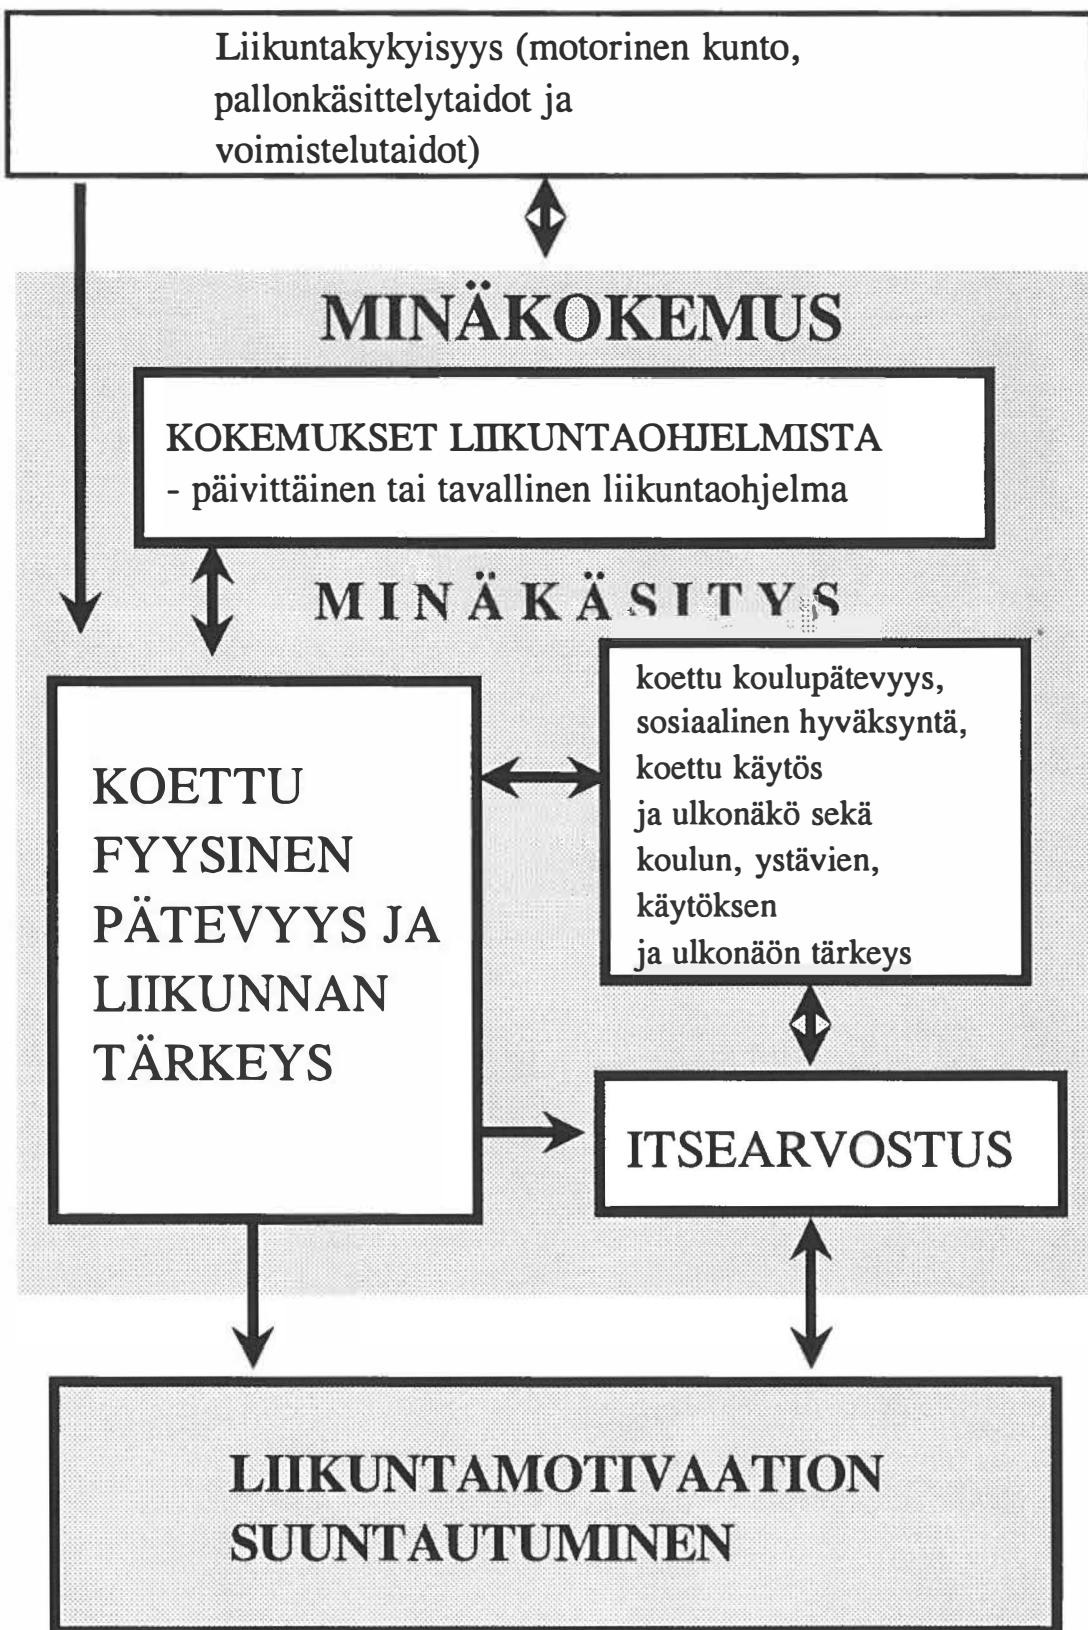 Liikuntakykyisyys (motorinen kunto,
pallonkäsittelytaidot ja
voimistelutaidot)
MINÄKOKEMUS
KOKEMUKSET LIIKUNTAOHJELMISTA
- päivittäinen tai tavallinen liikuntaohjelma
MINÄKÄSITYS
KOETTU
FYYSINEN
PÄTEVYYS JA
LIIKUNNAN
TÄRKEYS
koettu koulupätevyys,
sosiaalinen hyväksyntä,
koettu käytös
ja ulkonäkö sekä
koulun, ystävien,
käytöksen
ja ulkonäön tärkeys
ITSEARVOSTUS
LIIKUNTAMOTIVAATION
SUUNTAUTUMINEN